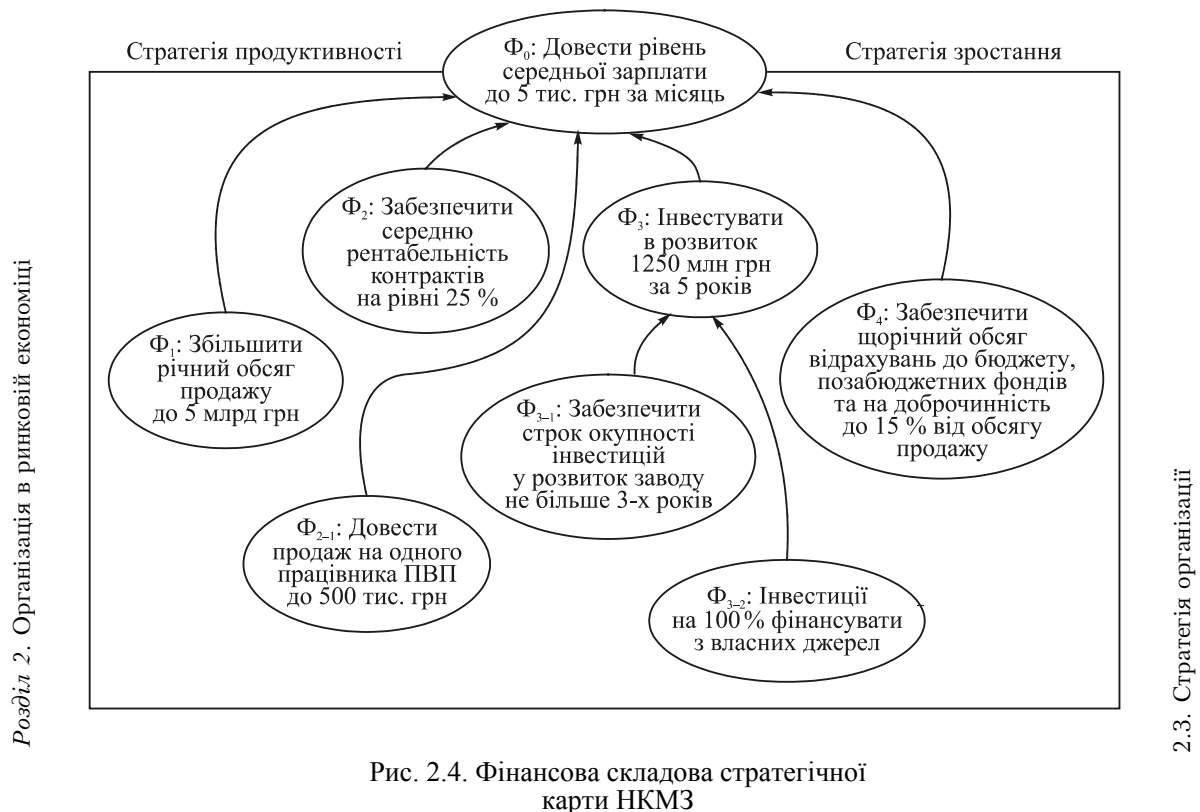 Стратегія продуктивності
Ф₀: Довести рівень
середньої зарплати
до 5 тис. грн за місяць
Стратегія зростання
Ф₂: Забезпечити
середню
рентабельність
контрактів
на рівні 25 %
Ф₃: Інвестувати
в розвиток
1250 млн грн
за 5 років
Ф₁: Збільшити
річний обсяг
продажу
до 5 млрд грн
Ф₄: Забезпечити
щорічний обсяг
відрахувань до бюджету,
позабюджетних фондів
та на доброчинність
до 15 % від обсягу
продажу
Ф₃₋₁: Забезпечити
строк окупності
інвестицій
у розвиток заводу
не більше 3-х років
Ф₂₋₁: Довести
продаж на одного
працівника ПВП
до 500 тис. грн
Ф₃₋₂: Інвестиції
на 100 % фінансувати
з власних джерел
Розділ 2. Організація в ринковій економіці
2.3. Стратегія організації
Рис. 2.4. Фінансова складова стратегічної
карти НКМЗ